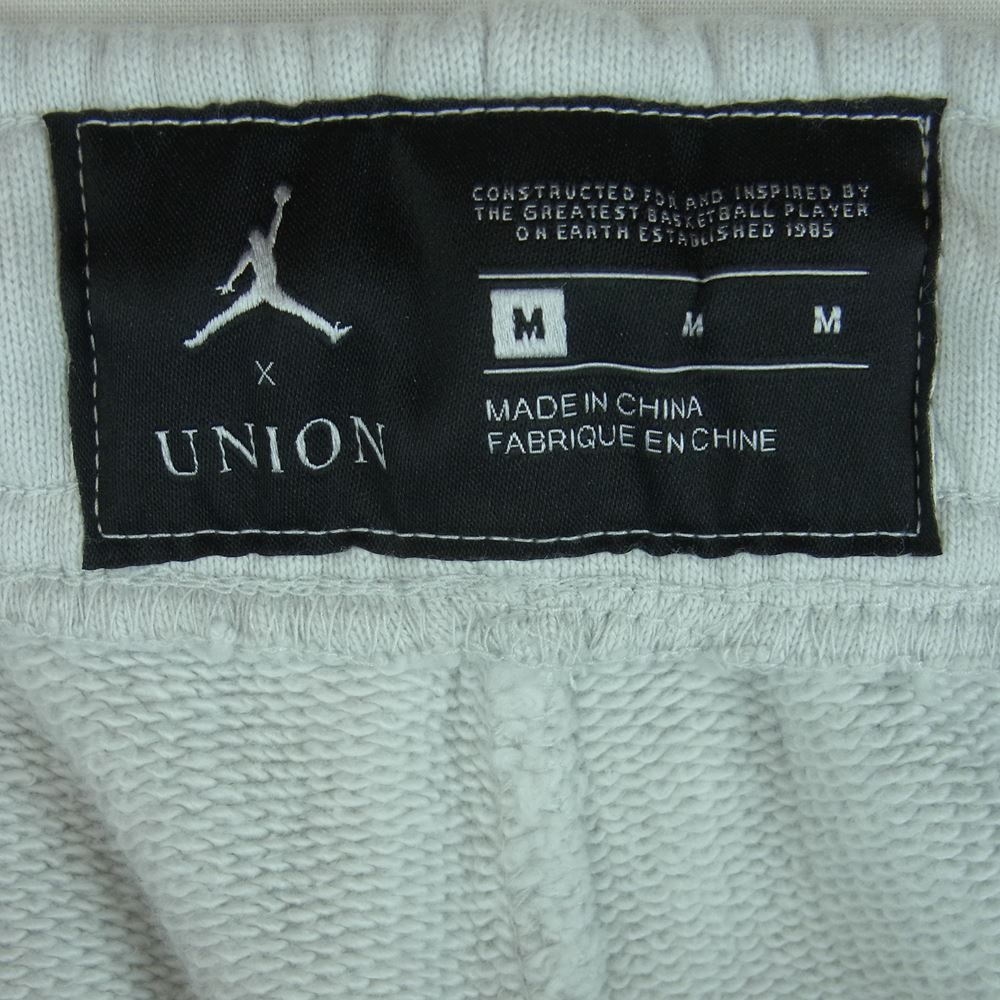 X
UNION
CONSTRUCTED FOR AND INSPIRED BY
THE GREATEST BASKETBALL PLAYER
ON EARTH ESTABLISHED 1985
M M M
MADE IN CHINA
FABRIQUE EN CHINE